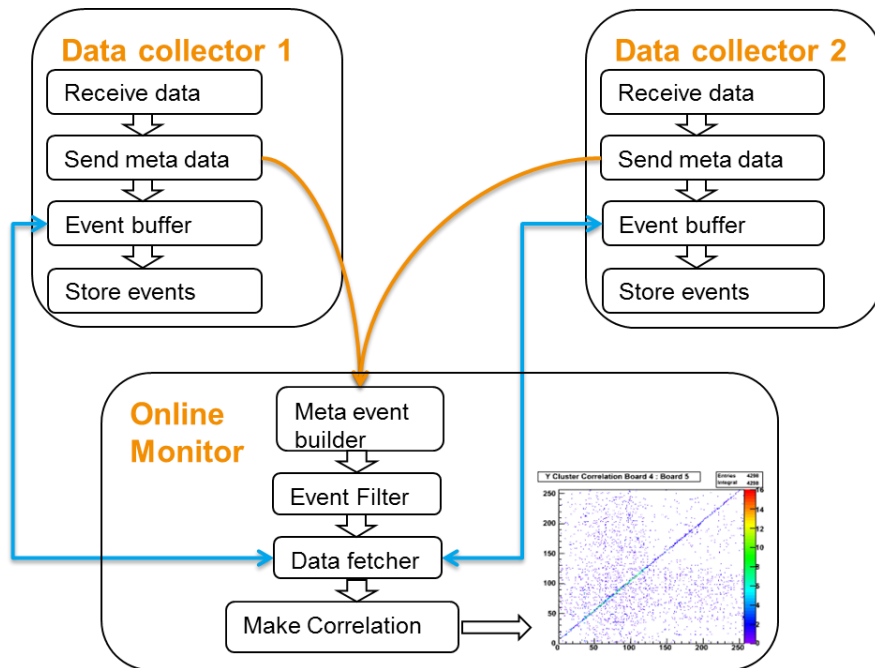 Data collector 1
Receive data
Send meta data
Event buffer
Store events
Data collector 2
Receive data
Send meta data
Event buffer
Store events
Online
Monitor
Meta event
builder
Event Filter
Data fetcher
Make Correlation
Y Cluster Correlation Board 4 : Board 5
Entries 4298
Integral 4288
250
200
150
100
50
0
0 50 100 150 200 250
16
14
12
10
8
6
4
2
0